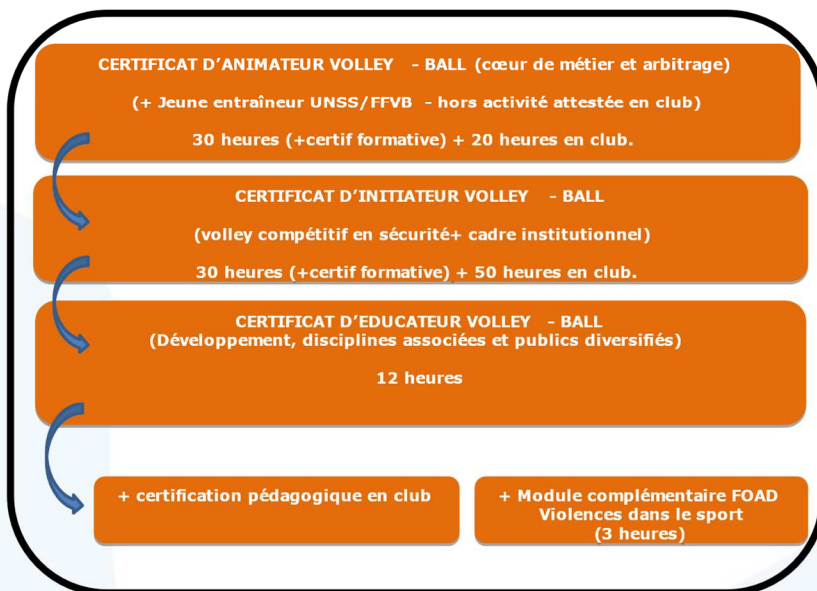 CERTIFICAT D'ANIMATEUR VOLLEY - BALL (cœur de métier et arbitrage)
(+ Jeune entraîneur UNSS/FFVB - hors activité attestée en club)
30 heures (+certif formative) + 20 heures en club.
CERTIFICAT D'INITIATEUR VOLLEY - BALL
(volley compétitif en sécurité+ cadre institutionnel)
30 heures (+certif formative) + 50 heures en club.
CERTIFICAT D'EDUCATEUR VOLLEY - BALL
(Développement, disciplines associées et publics diversifiés)
12 heures
+ certification pédagogique en club
+ Module complémentaire FOAD
Violences dans le sport
(3 heures)